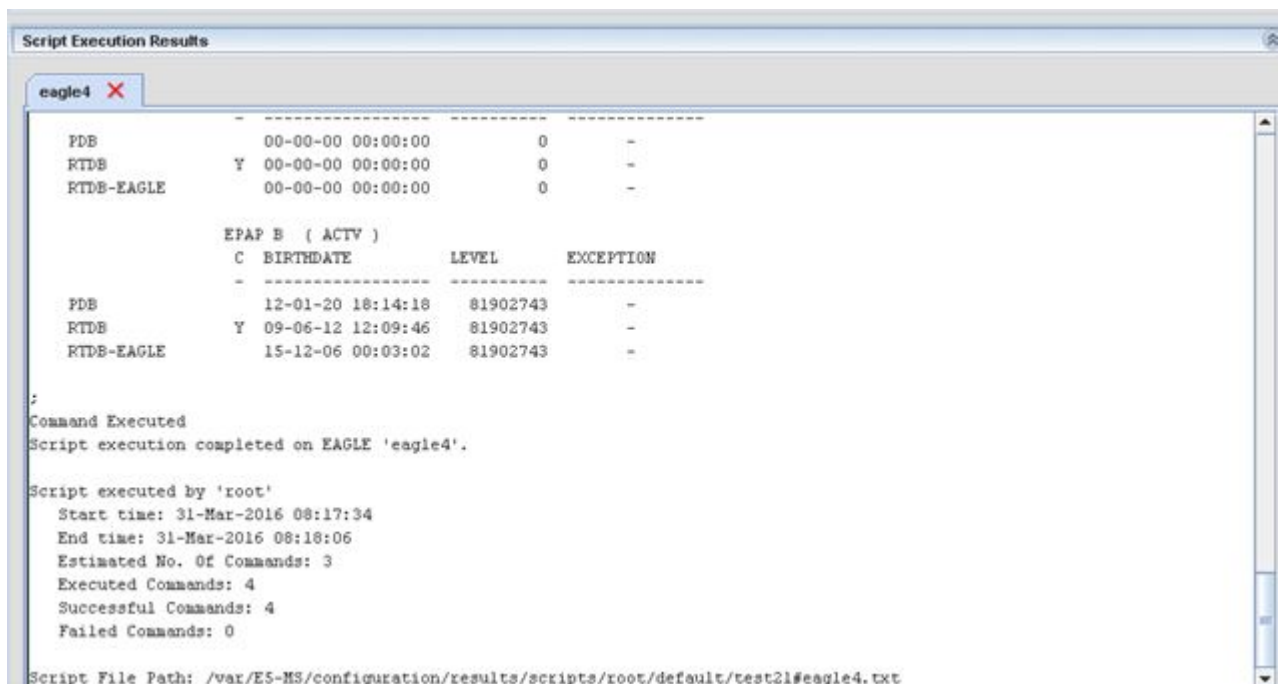 Script Execution Results
eagle4
- ----------------- ---------- --------------
PDB 00-00-00 00:00:00 0 -
RTDB Y 00-00-00 00:00:00 0 -
RTDB-EAGLE 00-00-00 00:00:00 0 -
EPAP B ( ACTV )
C BIRTHDATE LEVEL EXCEPTION
- ----------------- ---------- --------------
PDB 12-01-20 18:14:18 81902743 -
RTDB Y 09-06-12 12:09:46 81902743 -
RTDB-EAGLE 15-12-06 00:03:02 81902743 -
;
Command Executed
Script execution completed on EAGLE 'eagle4'.
Script executed by 'root'
Start time: 31-Mar-2016 08:17:34
End time: 31-Mar-2016 08:18:06
Estimated No. Of Commands: 3
Executed Commands: 4
Successful Commands: 4
Failed Commands: 0
Script File Path: /var/E5-MS/configuration/results/scripts/root/default/test21#eagle4.txt